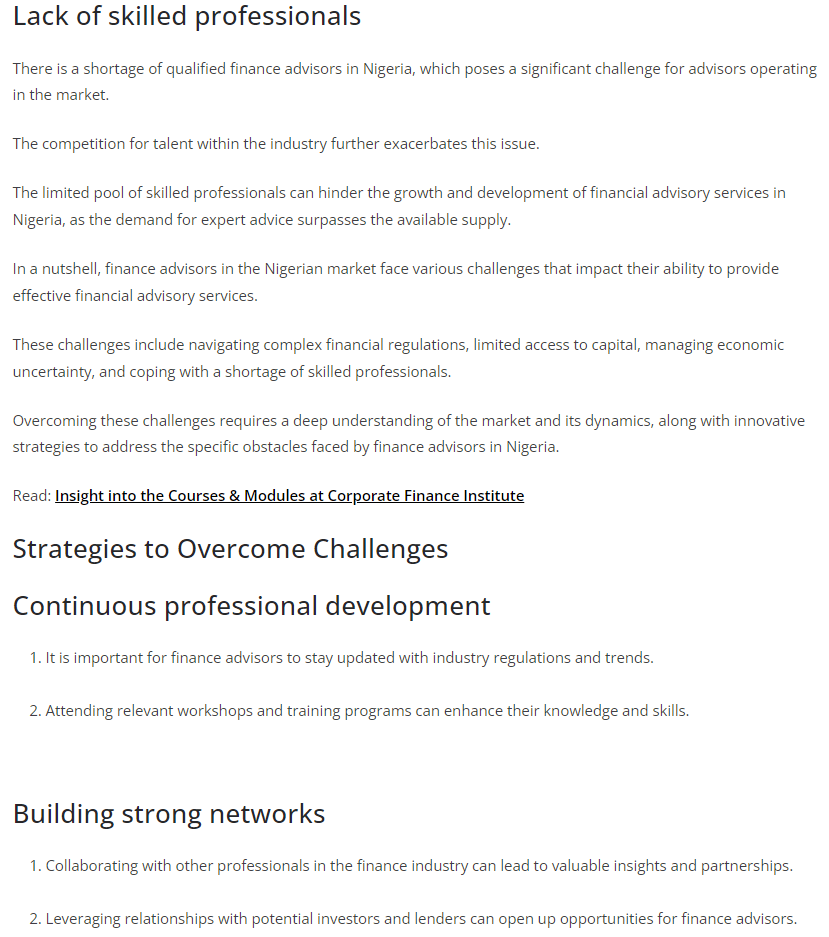 Lack of skilled professionals
There is a shortage of qualified finance advisors in Nigeria, which poses a significant challenge for advisors operating
in the market.
The competition for talent within the industry further exacerbates this issue.
The limited pool of skilled professionals can hinder the growth and development of financial advisory services in
Nigeria, as the demand for expert advice surpasses the available supply.
In a nutshell, finance advisors in the Nigerian market face various challenges that impact their ability to provide
effective financial advisory services.
These challenges include navigating complex financial regulations, limited access to capital, managing economic
uncertainty, and coping with a shortage of skilled professionals.
Overcoming these challenges requires a deep understanding of the market and its dynamics, along with innovative
strategies to address the specific obstacles faced by finance advisors in Nigeria.
Read: Insight into the Courses & Modules at Corporate Finance Institute
Strategies to Overcome Challenges
Continuous professional development
1. It is important for finance advisors to stay updated with industry regulations and trends.
2. Attending relevant workshops and training programs can enhance their knowledge and skills.
Building strong networks
1. Collaborating with other professionals in the finance industry can lead to valuable insights and partnerships.
2. Leveraging relationships with potential investors and lenders can open up opportunities for finance advisors.